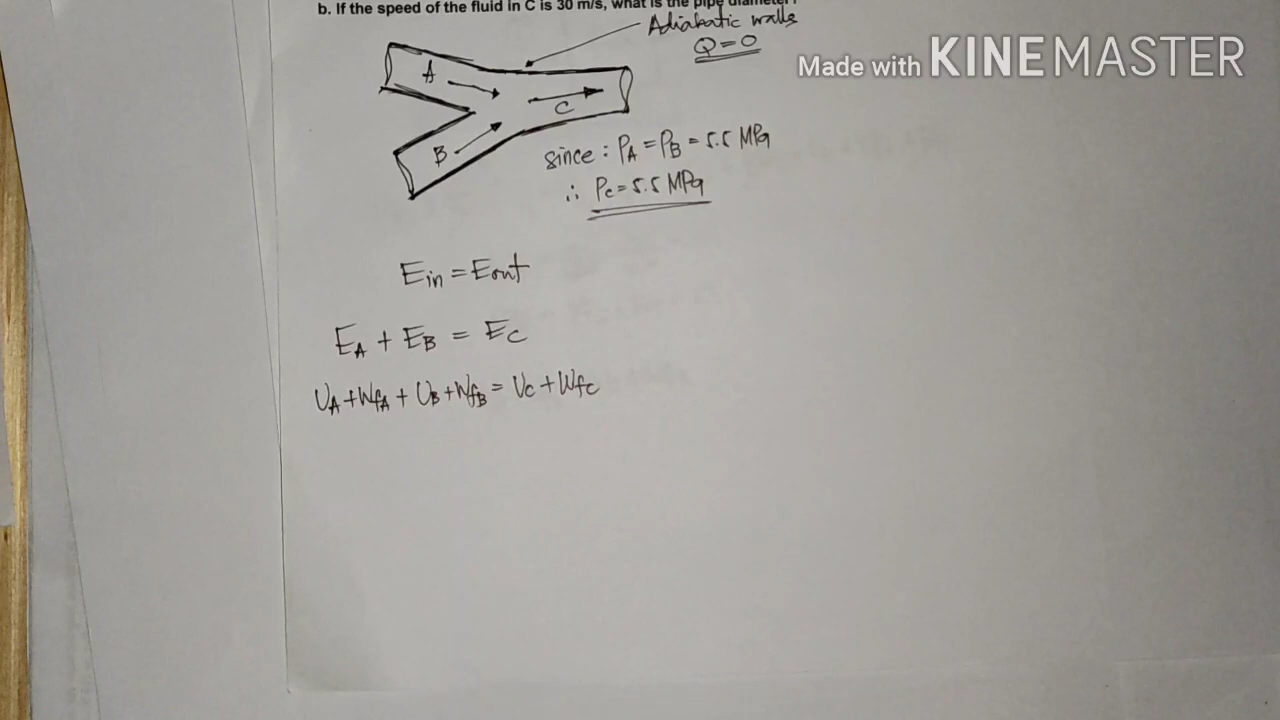 b. If the speed of the fluid in C is 30 m/s, what is the pipe diameter?
Adiabatic walls
Q=0
Made with KINEMASTER
A
C
B
since: PA = PB = 5.5 MPa
∴ Pc = 5.5 MPa
Ein = Eout
EA + EB = EC
UA + WfA + UB + WfB = UC + WfC